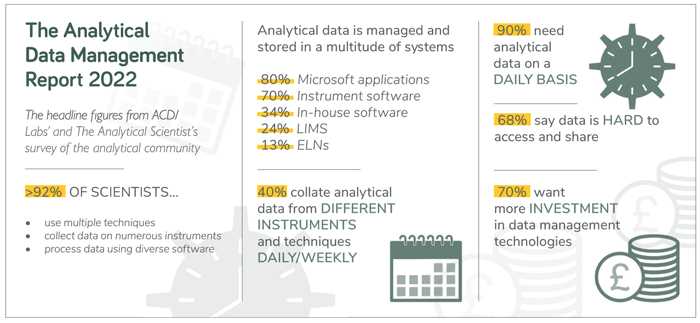 The Analytical
Data Management
Report 2022
The headline figures from ACD/
Labs' and The Analytical Scientist's
survey of the analytical community
>92% OF SCIENTISTS...
• use multiple techniques
• collect data on numerous instruments
• process data using diverse software
Analytical data is managed and
stored in a multitude of systems
80% Microsoft applications
70% Instrument software
34% In-house software
24% LIMS
13% ELNs
40% collate analytical
data from DIFFERENT
INSTRUMENTS
and techniques
DAILY/WEEKLY
90% need
analytical
data on a
DAILY BASIS
68% say data is HARD to
access and share
70% want
more INVESTMENT
in data management
technologies
£
£
£